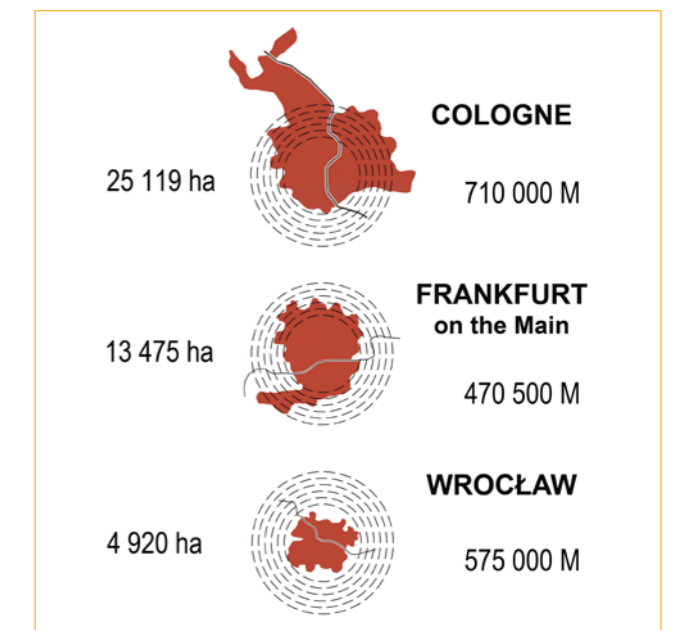 COLOGNE
25 119 ha
710 000 M
FRANKFURT
on the Main
13 475 ha
470 500 M
WROCŁAW
4 920 ha
575 000 M